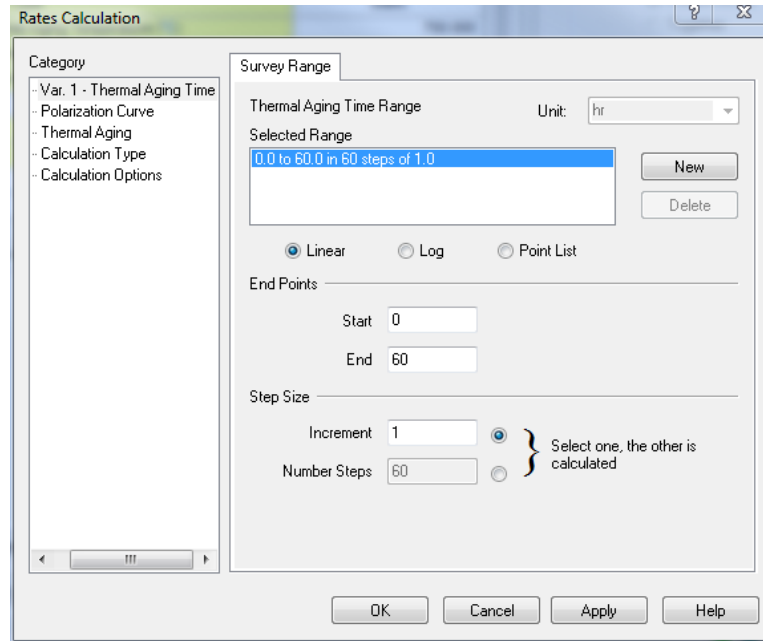 Rates Calculation
? X
Category
Var. 1 - Thermal Aging Time
Polarization Curve
Thermal Aging
Calculation Type
Calculation Options
Survey Range
Thermal Aging Time Range
Unit: hr
Selected Range
0.0 to 60.0 in 60 steps of 1.0
New
Delete
Linear Log Point List
End Points
Start 0
End 60
Step Size
Increment 1
Number Steps 60
} Select one, the other is
calculated
OK Cancel Apply Help